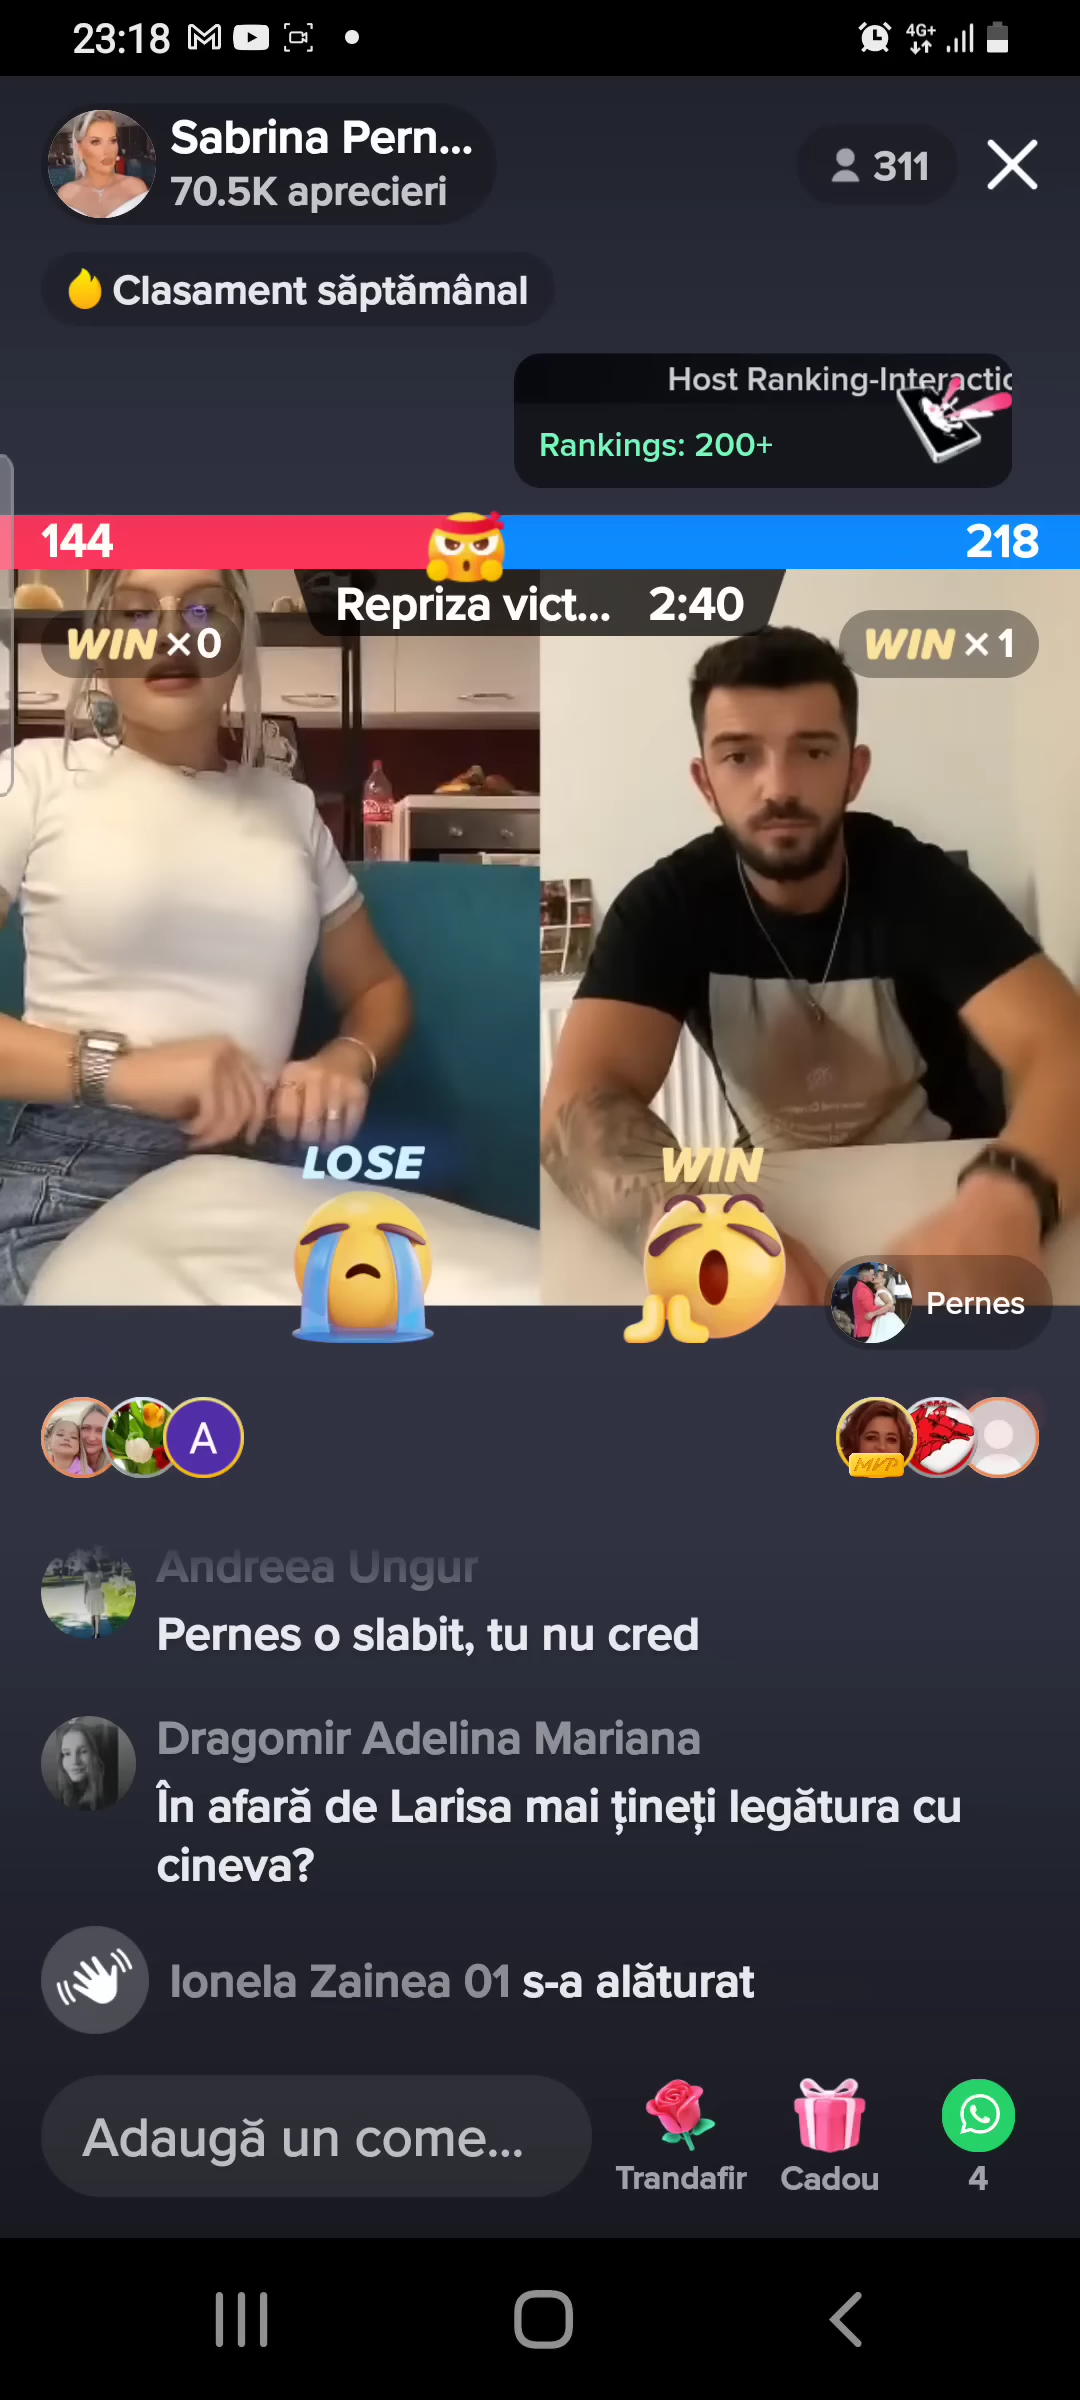 23:18
4G+
Sabrina Pern...
70.5K aprecieri
311
Clasament săptămânal
Host Ranking-Interactio
Rankings: 200+
144
218
Repriza vict... 2:40
WIN ×0
WIN ×1
LOSE
WIN
Pernes
A
MVP
Andreea Ungur
Pernes o slabit, tu nu cred
Dragomir Adelina Mariana
În afară de Larisa mai țineți legătura cu
cineva?
Ionela Zainea 01 s-a alăturat
Adaugă un come...
Trandafir
Cadou
4